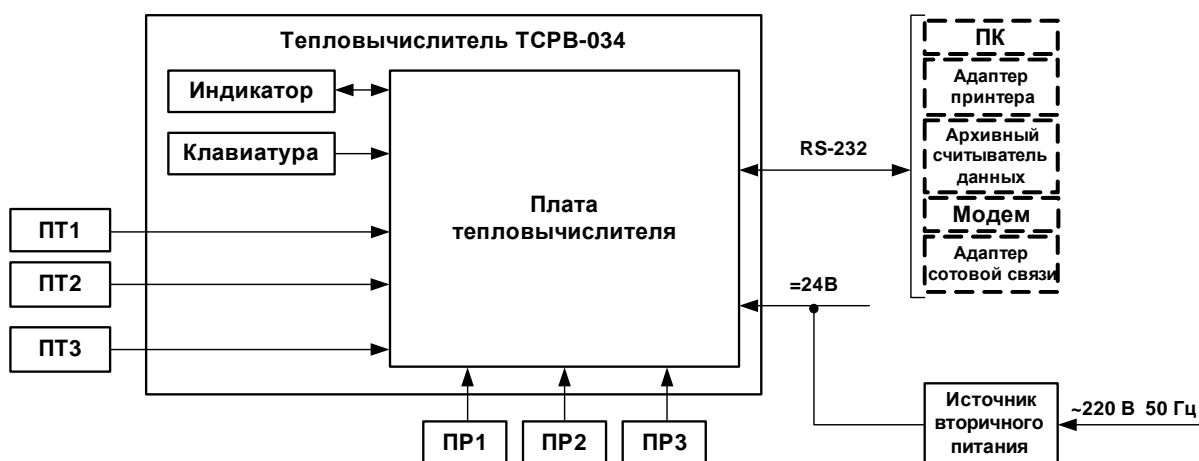 Тепловычислитель ТСРВ-034
Индикатор
Клавиатура
Плата
тепловычислителя
ПТ1
ПТ2
ПТ3
ПР1
ПР2
ПР3
RS-232
=24В
ПК
Адаптер
принтера
Архивный
считыватель
данных
Модем
Адаптер
сотовой связи
Источник
вторичного
питания
~220 В 50 Гц